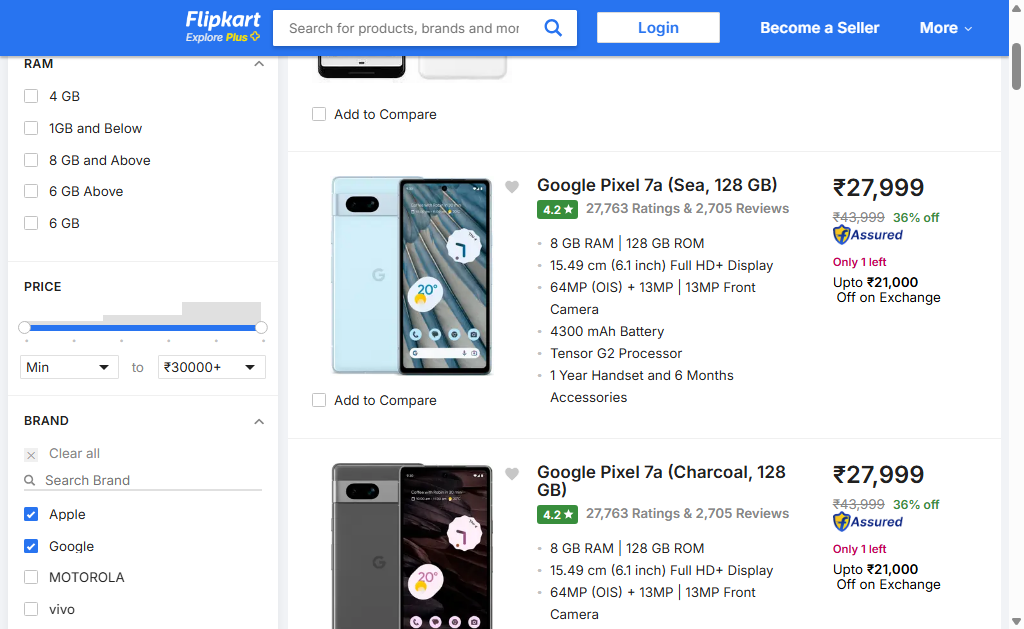 Flipkart
Explore Plus
Search for products, brands and mor
Login
Become a Seller
More
RAM
4 GB
1GB and Below
8 GB and Above
6 GB Above
6 GB
PRICE
Min
to
₹30000+
BRAND
Clear all
Search Brand
Apple
Google
MOTOROLA
vivo
Add to Compare
Google Pixel 7a (Sea, 128 GB)
4.2★
27,763 Ratings & 2,705 Reviews
8 GB RAM | 128 GB ROM
15.49 cm (6.1 inch) Full HD+ Display
64MP (OIS) + 13MP | 13MP Front
Camera
4300 mAh Battery
Tensor G2 Processor
1 Year Handset and 6 Months
Accessories
₹27,999
₹43,999 36% off
Assured
Only 1 left
Upto ₹21,000
Off on Exchange
20°
Add to Compare
Google Pixel 7a (Charcoal, 128
GB)
4.2★
27,763 Ratings & 2,705 Reviews
8 GB RAM | 128 GB ROM
15.49 cm (6.1 inch) Full HD+ Display
64MP (OIS) + 13MP | 13MP Front
Camera
₹27,999
₹43,999 36% off
Assured
Only 1 left
Upto ₹21,000
Off on Exchange
20°